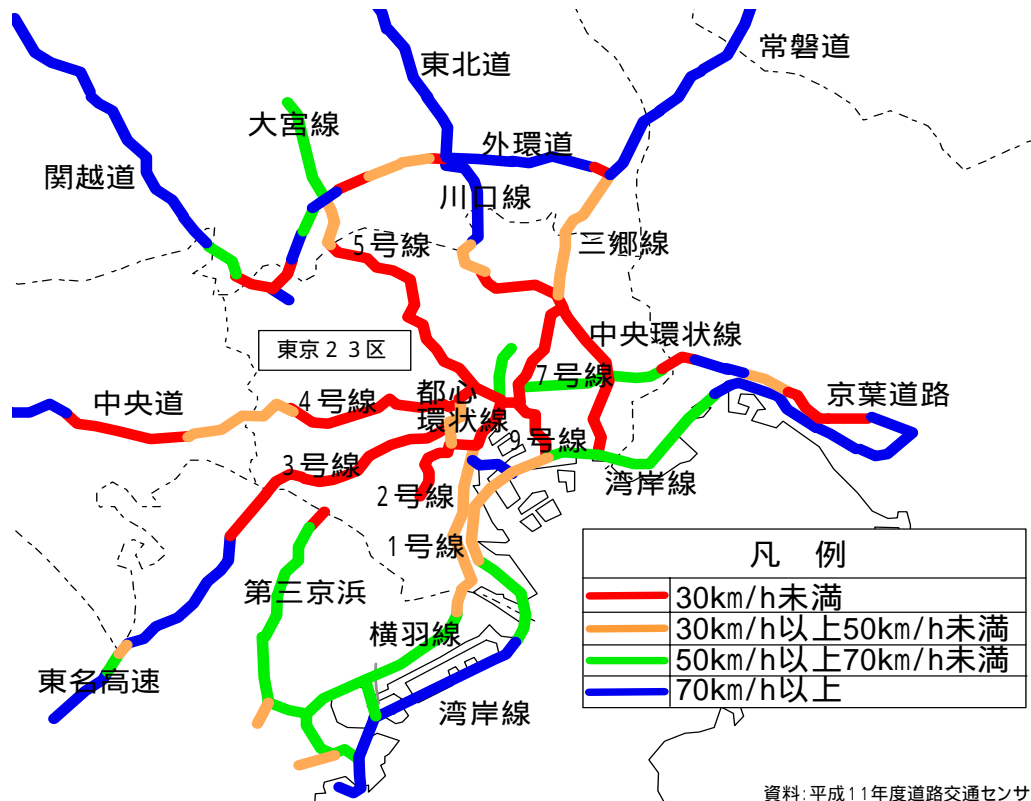 常磐道
東北道
大宮線
外環道
関越道
川口線
5号線
三郷線
中央環状線
東京23区
7号線
都心
環状線
中央道
4号線
京葉道路
9号線
3号線
湾岸線
2号線
1号線
凡 例
30km/h未満
30km/h以上50km/h未満
50km/h以上70km/h未満
70km/h以上
第三京浜
横羽線
東名高速
湾岸線
資料:平成11年度道路交通センサ